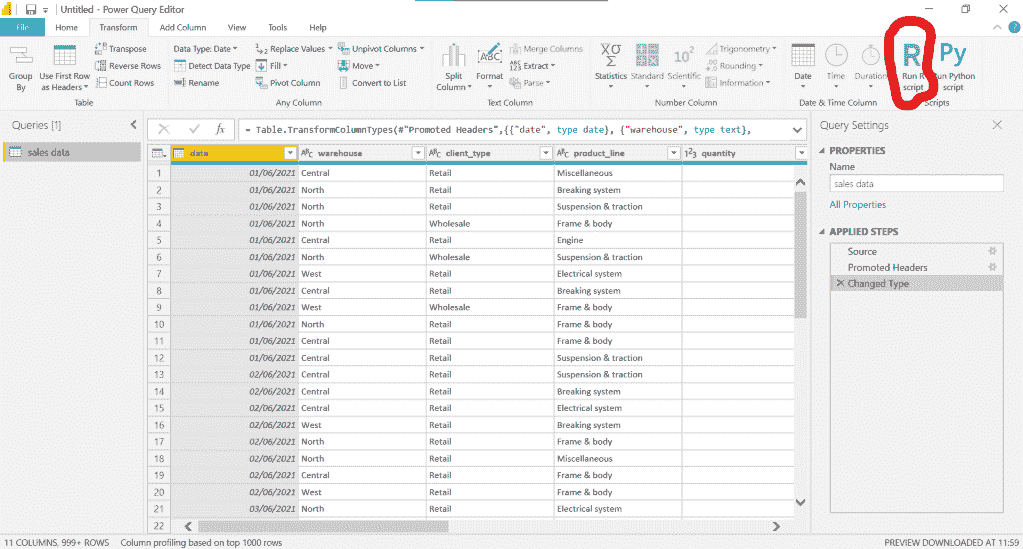 Untitled - Power Query Editor
File Home Transform Add Column View Tools Help
Group By
Use First Row as Headers
Transpose
Reverse Rows
Count Rows
Table
Data Type: Date
Detect Data Type
Rename
Replace Values
Fill
Pivot Column
Unpivot Columns
Move
Convert to List
Any Column
Split Column
Format
Merge Columns
Extract
Parse
Text Column
Statistics
Standard
Scientific
Trigonometry
Rounding
Information
Number Column
Date
Time
Duration
Date & Time Column
Run R script
Run Python script
Scripts
Queries [1]
sales data
= Table.TransformColumnTypes(#"Promoted Headers",{{"date", type date}, {"warehouse", type text},
date warehouse client_type product_line quantity
1 01/06/2021 Central Retail Miscellaneous
2 01/06/2021 North Retail Breaking system
3 01/06/2021 North Retail Suspension & traction
4 01/06/2021 North Wholesale Frame & body
5 01/06/2021 Central Retail Engine
6 01/06/2021 North Wholesale Suspension & traction
7 01/06/2021 West Retail Electrical system
8 01/06/2021 Central Retail Breaking system
9 01/06/2021 West Wholesale Frame & body
10 01/06/2021 North Retail Frame & body
11 01/06/2021 Central Retail Frame & body
12 01/06/2021 Central Retail Suspension & traction
13 02/06/2021 Central Retail Suspension & traction
14 02/06/2021 Central Retail Breaking system
15 02/06/2021 Central Retail Electrical system
16 02/06/2021 West Retail Breaking system
17 02/06/2021 North Retail Frame & body
18 02/06/2021 North Retail Miscellaneous
19 02/06/2021 Central Retail Frame & body
20 02/06/2021 West Retail Frame & body
21 03/06/2021 North Retail Electrical system
22
Query Settings
PROPERTIES
Name
sales data
All Properties
APPLIED STEPS
Source
Promoted Headers
Changed Type
11 COLUMNS, 999+ ROWS Column profiling based on top 1000 rows
PREVIEW DOWNLOADED AT 11:59